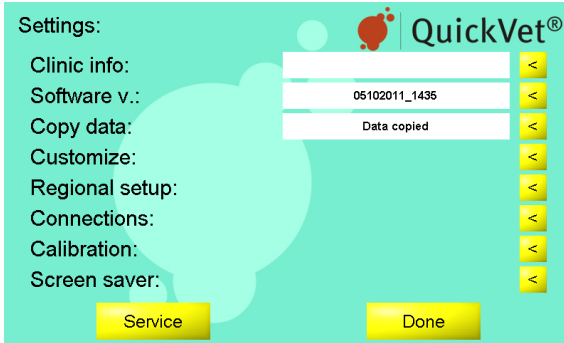 Settings:
QuickVet®
Clinic info: <
Software v.: 05102011_1435 <
Copy data: Data copied <
Customize: <
Regional setup: <
Connections: <
Calibration: <
Screen saver: <
Service Done